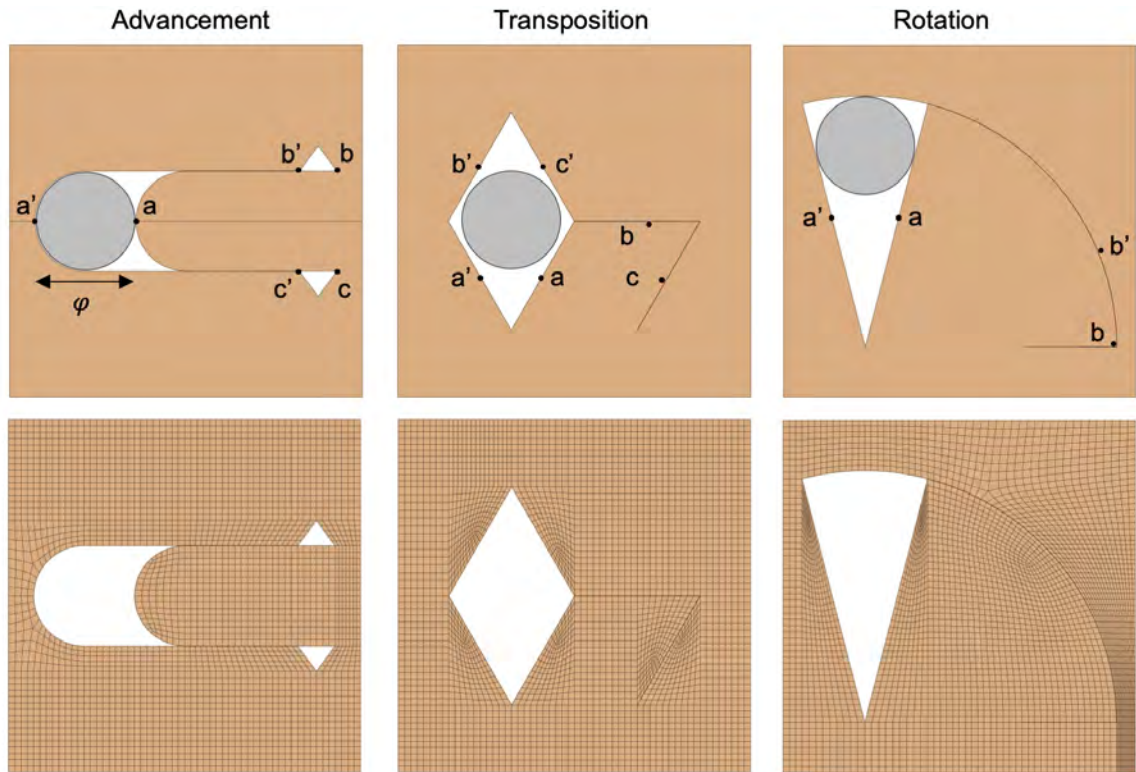 Advancement
b' b
a' a
c' c
φ
Transposition
b' c'
b
a' a c
Rotation
a' a
b'
b